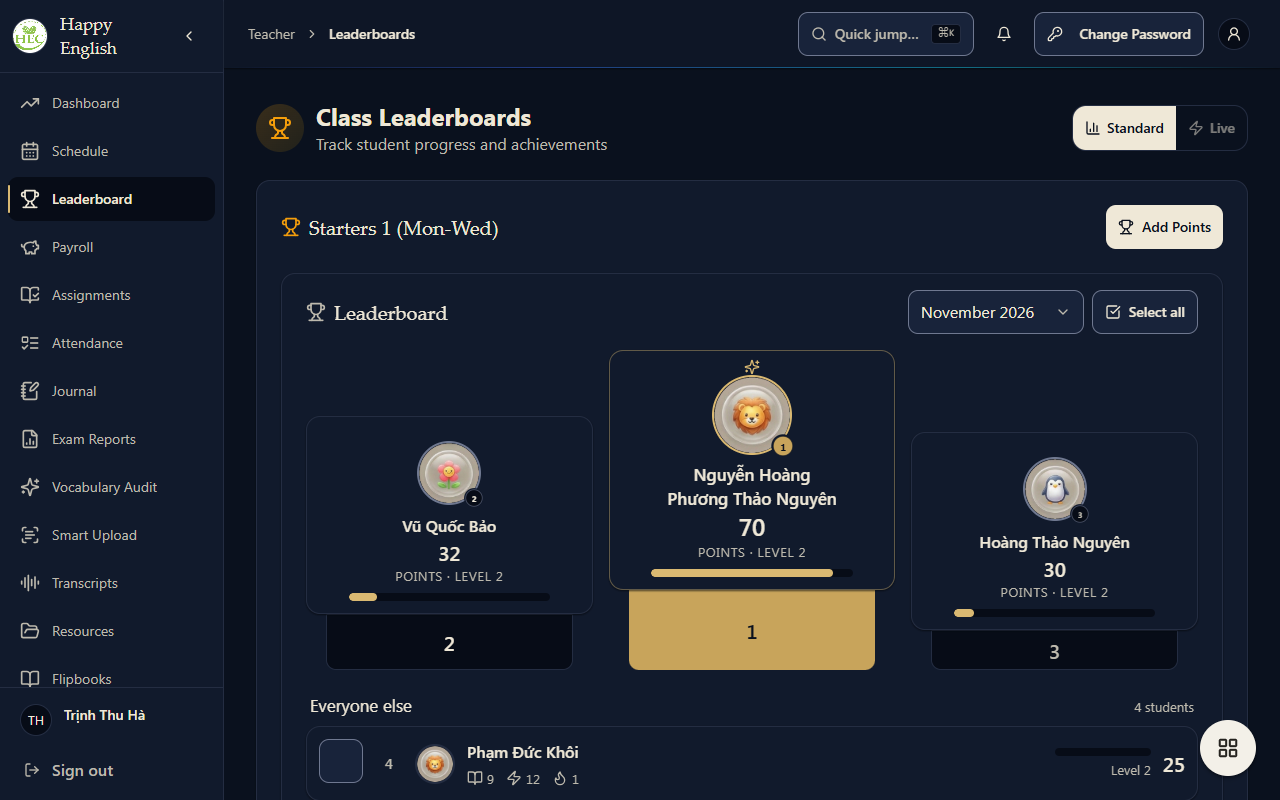 HEC
Happy
English
Teacher
Leaderboards
Quick jump...
⌘K
Change Password
Dashboard
Schedule
Leaderboard
Payroll
Assignments
Attendance
Journal
Exam Reports
Vocabulary Audit
Smart Upload
Transcripts
Resources
Flipbooks
TH
Trịnh Thu Hà
Sign out
Class Leaderboards
Track student progress and achievements
Standard
Live
Starters 1 (Mon-Wed)
Add Points
Leaderboard
November 2026
Select all
2
Vũ Quốc Bảo
32
POINTS · LEVEL 2
2
1
Nguyễn Hoàng
Phương Thảo Nguyên
70
POINTS · LEVEL 2
1
3
Hoàng Thảo Nguyên
30
POINTS · LEVEL 2
3
Everyone else
4 students
4
Phạm Đức Khôi
9 12 1
Level 2
25